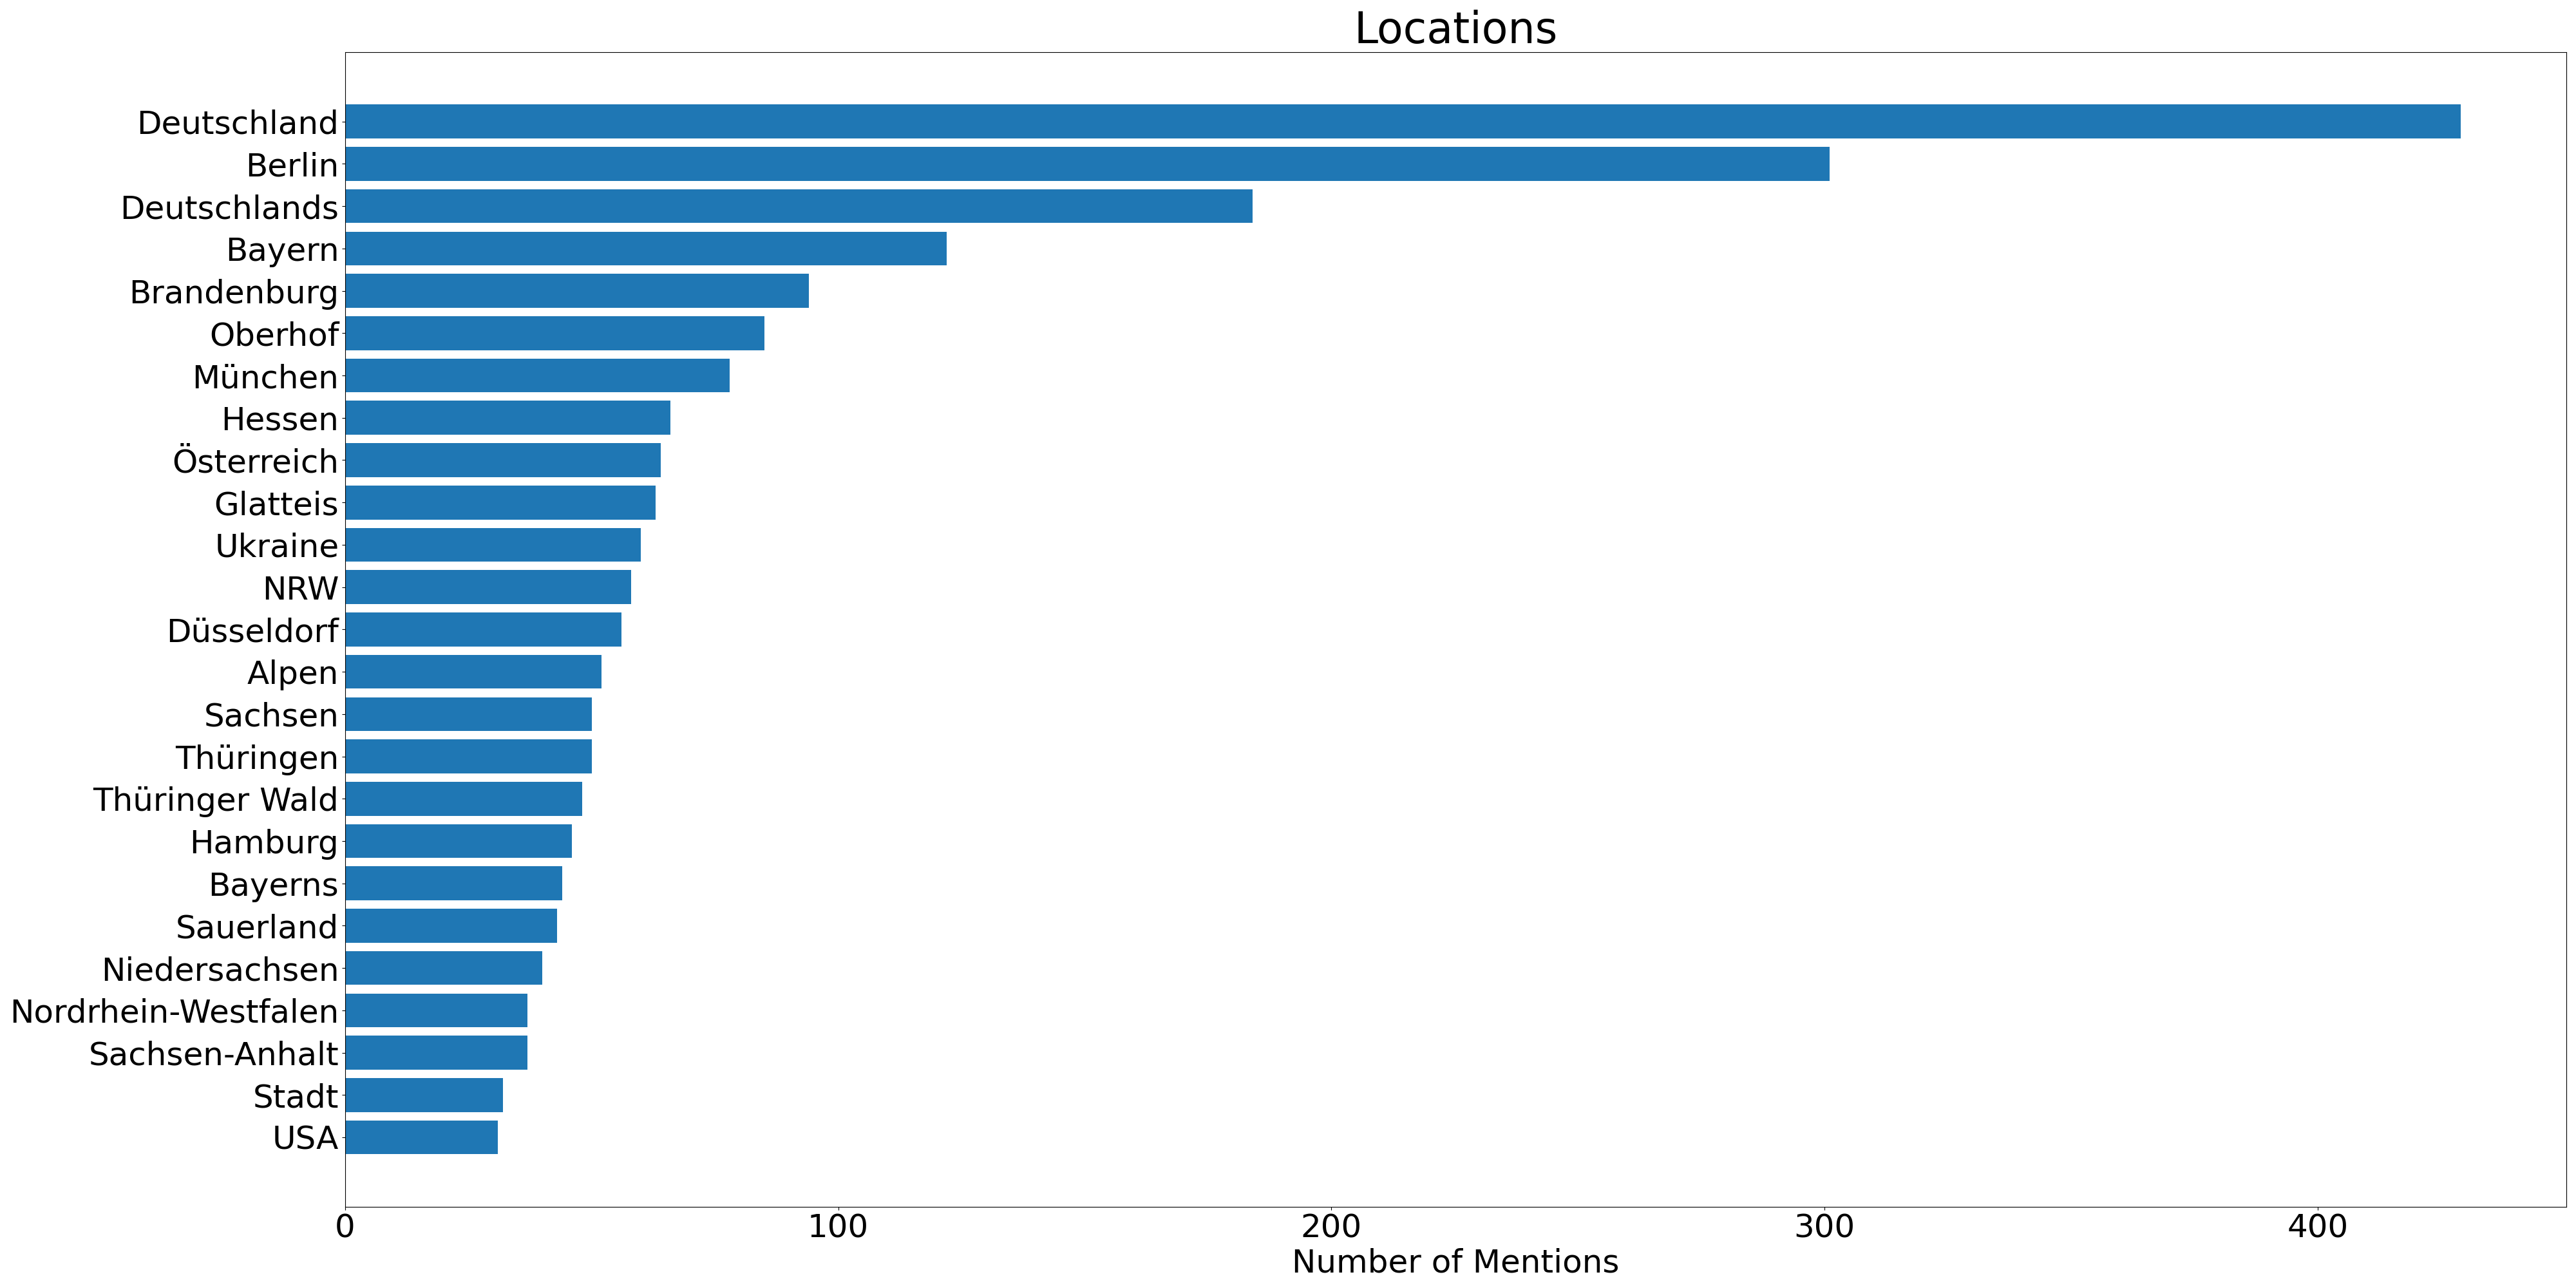 Locations
Deutschland
Berlin
Deutschlands
Bayern
Brandenburg
Oberhof
München
Hessen
Österreich
Glatteis
Ukraine
NRW
Düsseldorf
Alpen
Sachsen
Thüringen
Thüringer Wald
Hamburg
Bayerns
Sauerland
Niedersachsen
Nordrhein-Westfalen
Sachsen-Anhalt
Stadt
USA
0 100 200 300 400
Number of Mentions